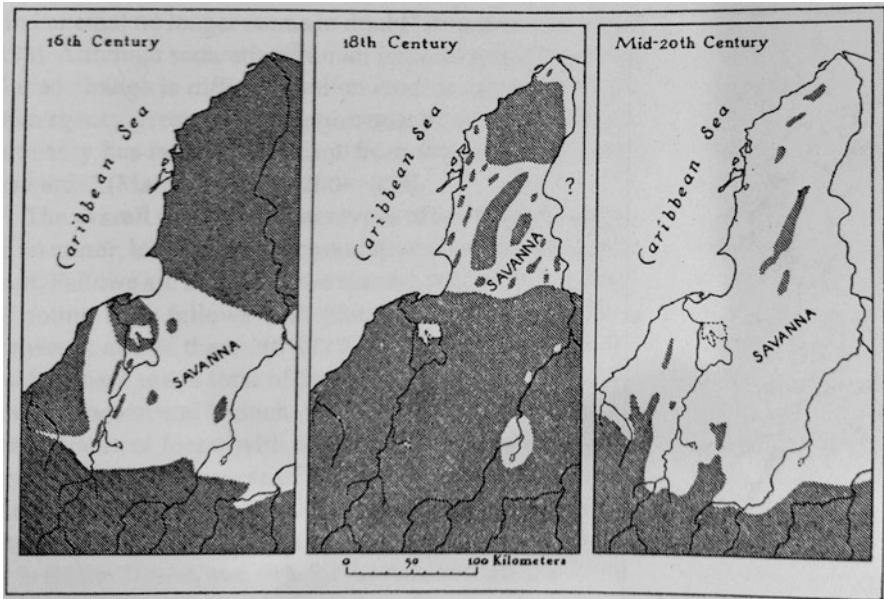 16th Century
Caribbean Sea
SAVANNA
18th Century
Caribbean Sea
?
SAVANNA
0 50 100 Kilometers
Mid-20th Century
Caribbean Sea
SAVANNA